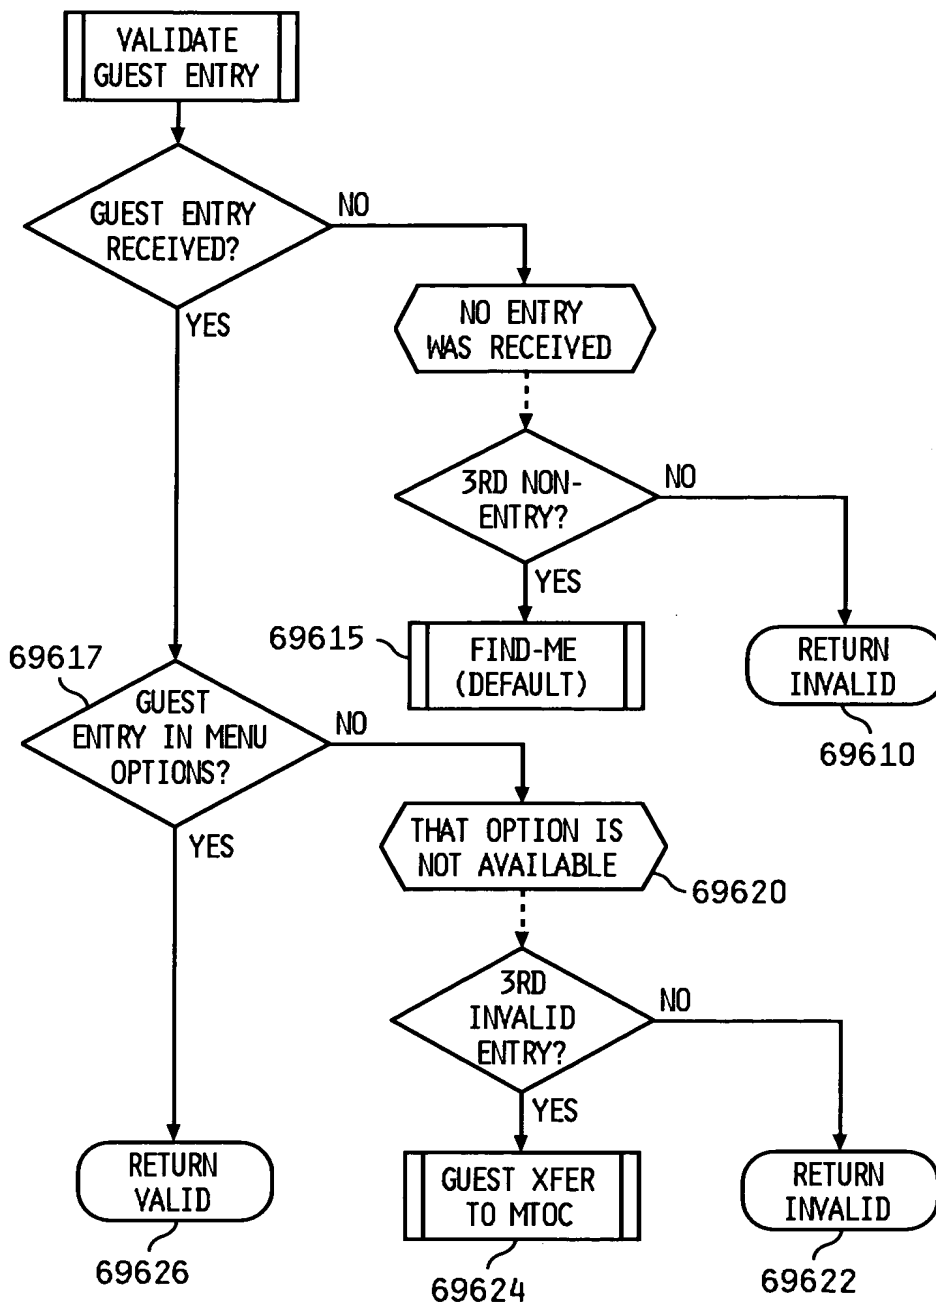 VALIDATE
GUEST ENTRY
GUEST ENTRY
RECEIVED?
NO
YES
NO ENTRY
WAS RECEIVED
3RD NON-
ENTRY?
NO
YES
69615
FIND-ME
(DEFAULT)
RETURN
INVALID
69610
69617
GUEST
ENTRY IN MENU
OPTIONS?
NO
YES
THAT OPTION IS
NOT AVAILABLE
69620
3RD
INVALID
ENTRY?
NO
YES
RETURN
VALID
69626
GUEST XFER
TO MTOC
69624
RETURN
INVALID
69622